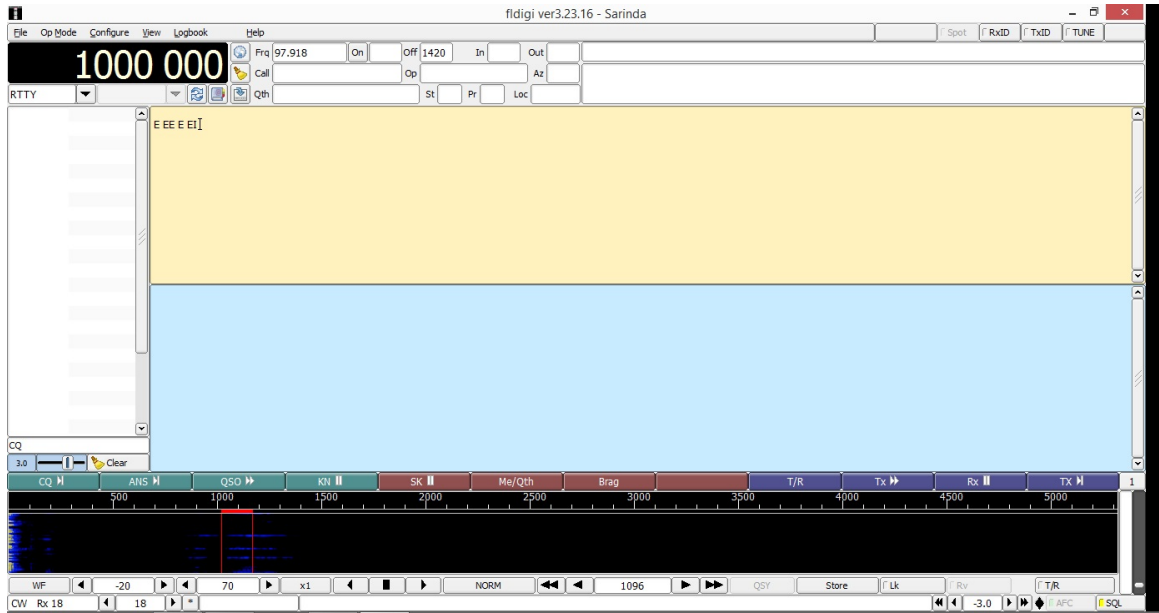 fldigi ver3.23.16 - Sarinda
File Op Mode Configure View Logbook Help Spot RxID TxID TUNE
1000 000
Frq 97.918 On Off 1420 In Out
Call Op Az
RTTY Qth St Pr Loc
E EE E EI
CQ
3.0 Clear
CQ ANS QSO KN SK Me/Qth Brag T/R Tx Rx TX 1
500 1000 1500 2000 2500 3000 3500 4000 4500 5000
WF -20 70 x1 NORM 1096 QSY Store Lk Rv T/R
CW Rx 18 18 * -3.0 AFC SQL